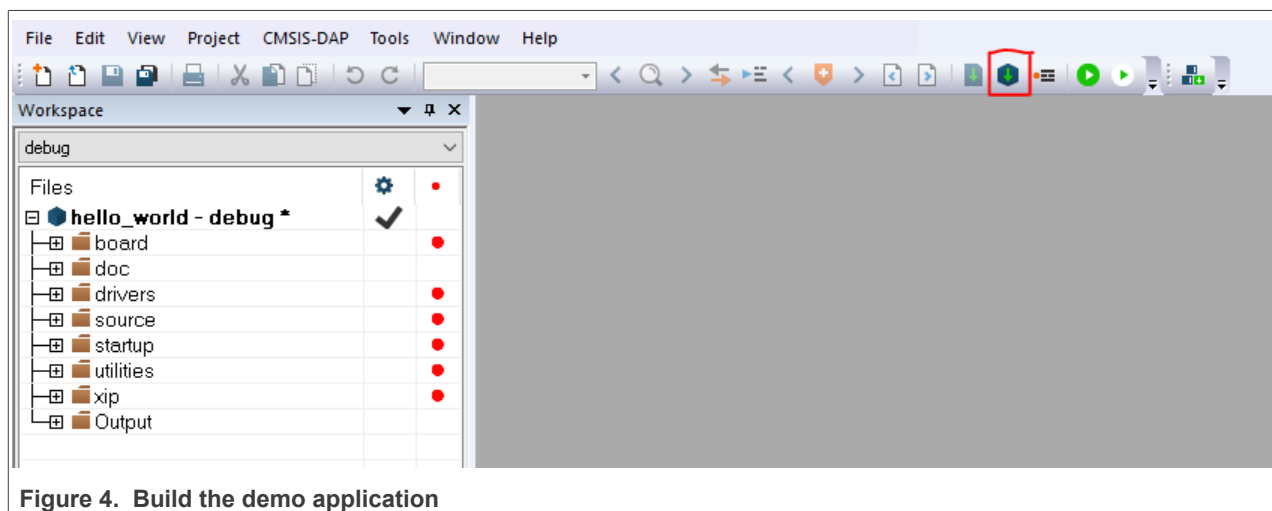 File Edit View Project CMSIS-DAP Tools Window Help
Workspace
debug
Files
hello_world - debug *
board
doc
drivers
source
startup
utilities
xip
Output
Figure 4. Build the demo application